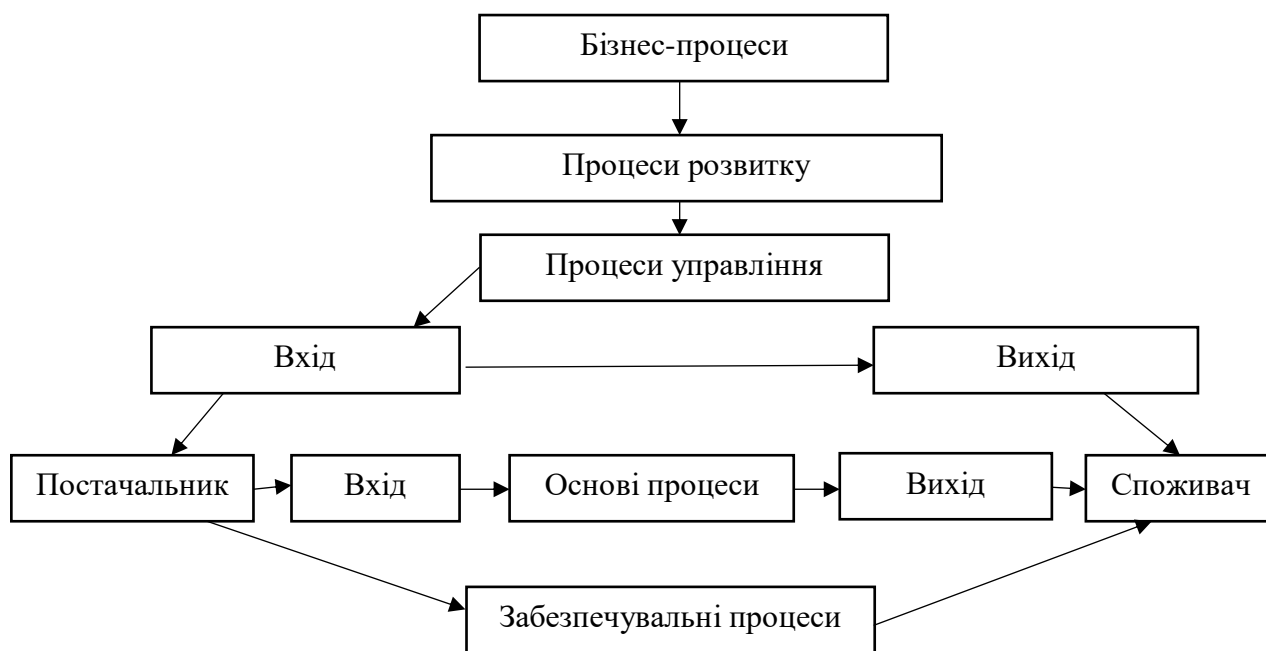 Бізнес-процеси
Процеси розвитку
Процеси управління
Вхід
Вихід
Постачальник
Вхід
Основі процеси
Вихід
Споживач
Забезпечувальні процеси